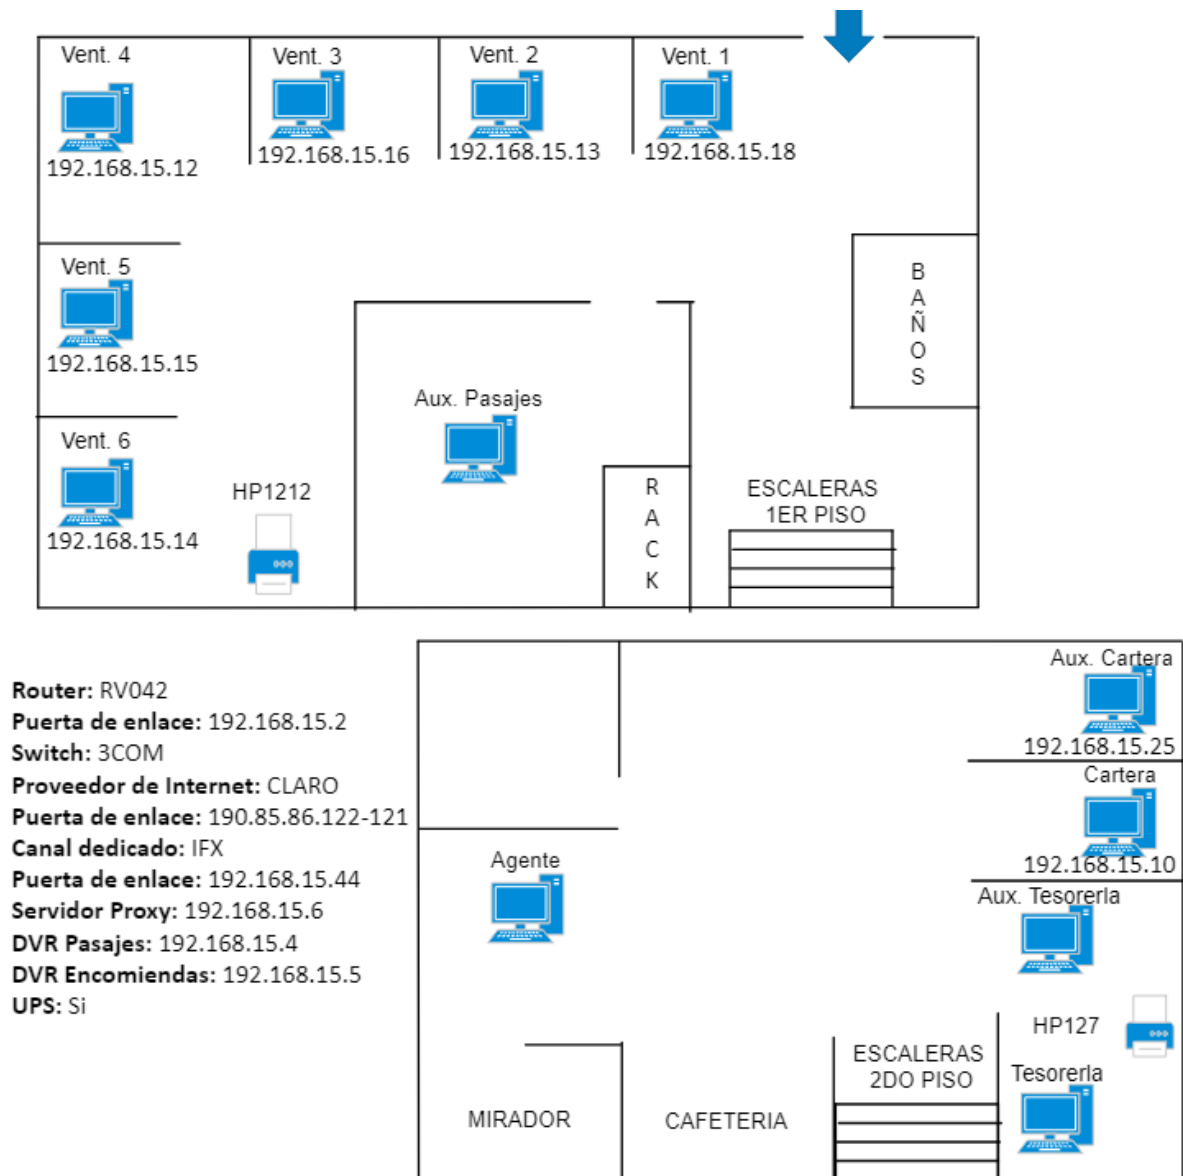 Vent. 4
Vent. 3
Vent. 2
Vent. 1
192.168.15.12
192.168.15.16
192.168.15.13
192.168.15.18
Vent. 5
192.168.15.15
BAÑOS
Aux. Pasajes
Vent. 6
192.168.15.14
HP1212
RACK
ESCALERAS
1ER PISO
Router: RV042
Puerta de enlace: 192.168.15.2
Switch: 3COM
Proveedor de Internet: CLARO
Puerta de enlace: 190.85.86.122-121
Canal dedicado: IFX
Puerta de enlace: 192.168.15.44
Servidor Proxy: 192.168.15.6
DVR Pasajes: 192.168.15.4
DVR Encomiendas: 192.168.15.5
UPS: Si
Aux. Cartera
192.168.15.25
Cartera
192.168.15.10
Agente
Aux. Tesorerla
HP127
Tesorerla
ESCALERAS
2DO PISO
MIRADOR
CAFETERIA